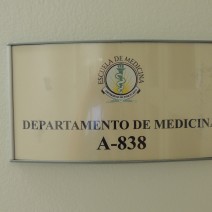 ESCUELA DE MEDICINA
DEPARTAMENTO DE MEDICINA
A-838